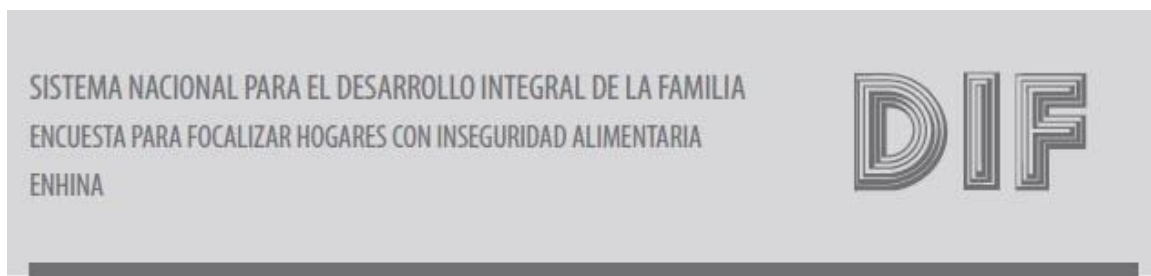 SISTEMA NACIONAL PARA EL DESARROLLO INTEGRAL DE LA FAMILIA
ENCUESTA PARA FOCALIZAR HOGARES CON INSEGURIDAD ALIMENTARIA
ENHINA
DIF